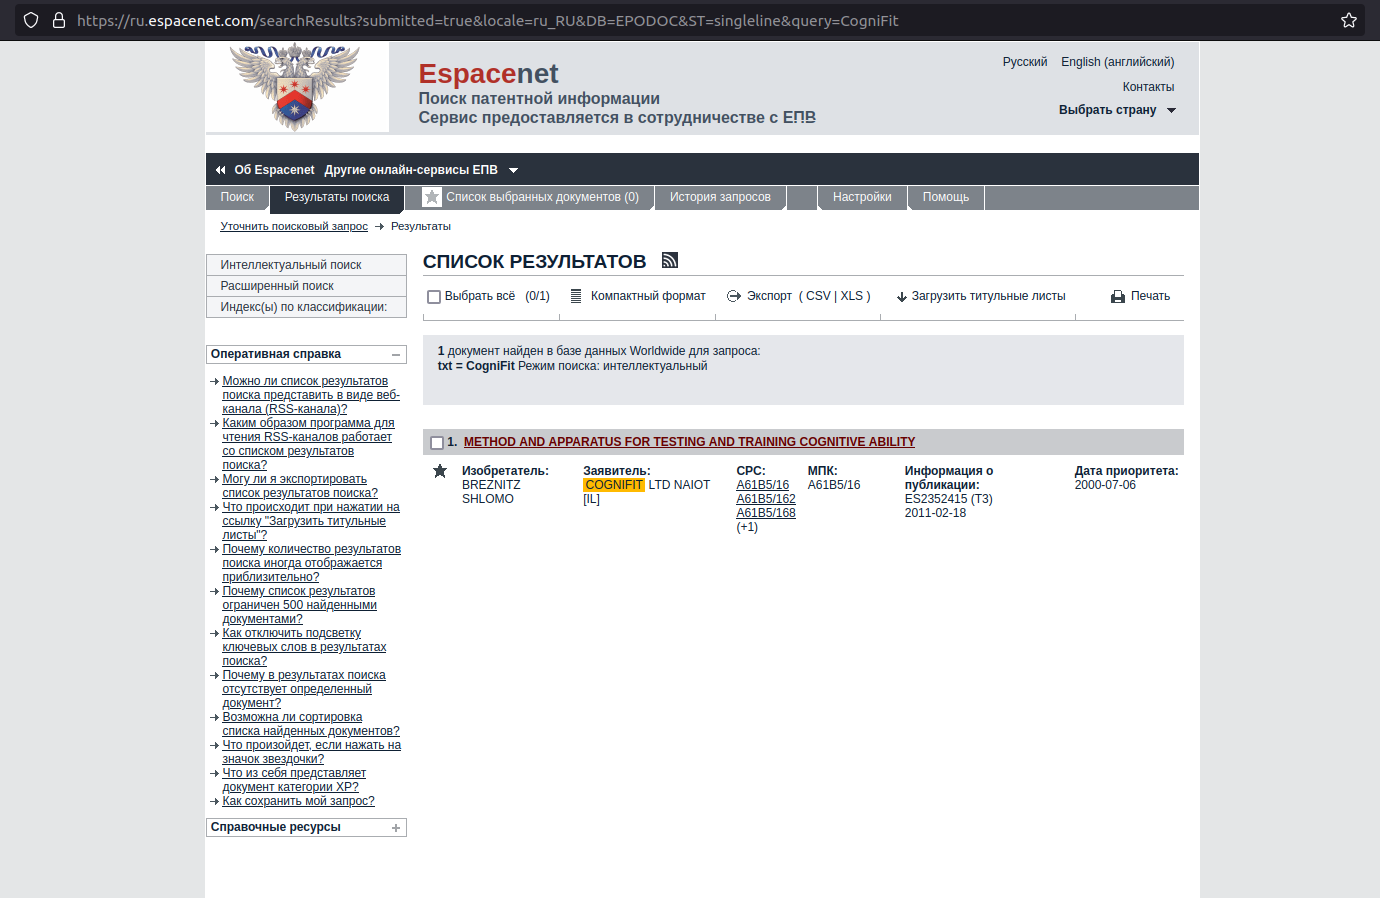 https://ru.espacenet.com/searchResults?submitted=true&locale=ru_RU&DB=EPODOC&ST=singleline&query=CogniFit
Espacenet
Поиск патентной информации
Сервис предоставляется в сотрудничестве с ЕПВ
Русский English (английский)
Контакты
Выбрать страну
Об Espacenet Другие онлайн-сервисы ЕПВ
Поиск Результаты поиска Список выбранных документов (0) История запросов Настройки Помощь
Уточнить поисковый запрос Результаты
Интеллектуальный поиск
Расширенный поиск
Индекс(ы) по классификации:
Оперативная справка
Можно ли список результатов
поиска представить в виде веб-
канала (RSS-канала)?
Каким образом программа для
чтения RSS-каналов работает
со списком результатов
поиска?
Могу ли я экспортировать
список результатов поиска?
Что происходит при нажатии на
ссылку "Загрузить титульные
листы"?
Почему количество результатов
поиска иногда отображается
приблизительно?
Почему список результатов
ограничен 500 найденными
документами?
Как отключить подсветку
ключевых слов в результатах
поиска?
Почему в результатах поиска
отсутствует определенный
документ?
Возможна ли сортировка
списка найденных документов?
Что произойдет, если нажать на
значок звездочки?
Что из себя представляет
документ категории XP?
Как сохранить мой запрос?
Справочные ресурсы
СПИСОК РЕЗУЛЬТАТОВ
Выбрать всё (0/1) Компактный формат Экспорт ( CSV | XLS ) Загрузить титульные листы Печать
1 документ найден в базе данных Worldwide для запроса:
txt = CogniFit Режим поиска: интеллектуальный
1. METHOD AND APPARATUS FOR TESTING AND TRAINING COGNITIVE ABILITY
Изобретатель:
BREZNITZ
SHLOMO
Заявитель:
COGNIFIT LTD NAIOT
[IL]
CPC:
A61B5/16
A61B5/162
A61B5/168
(+1)
МПК:
A61B5/16
Информация о
публикации:
ES2352415 (T3)
2011-02-18
Дата приоритета:
2000-07-06